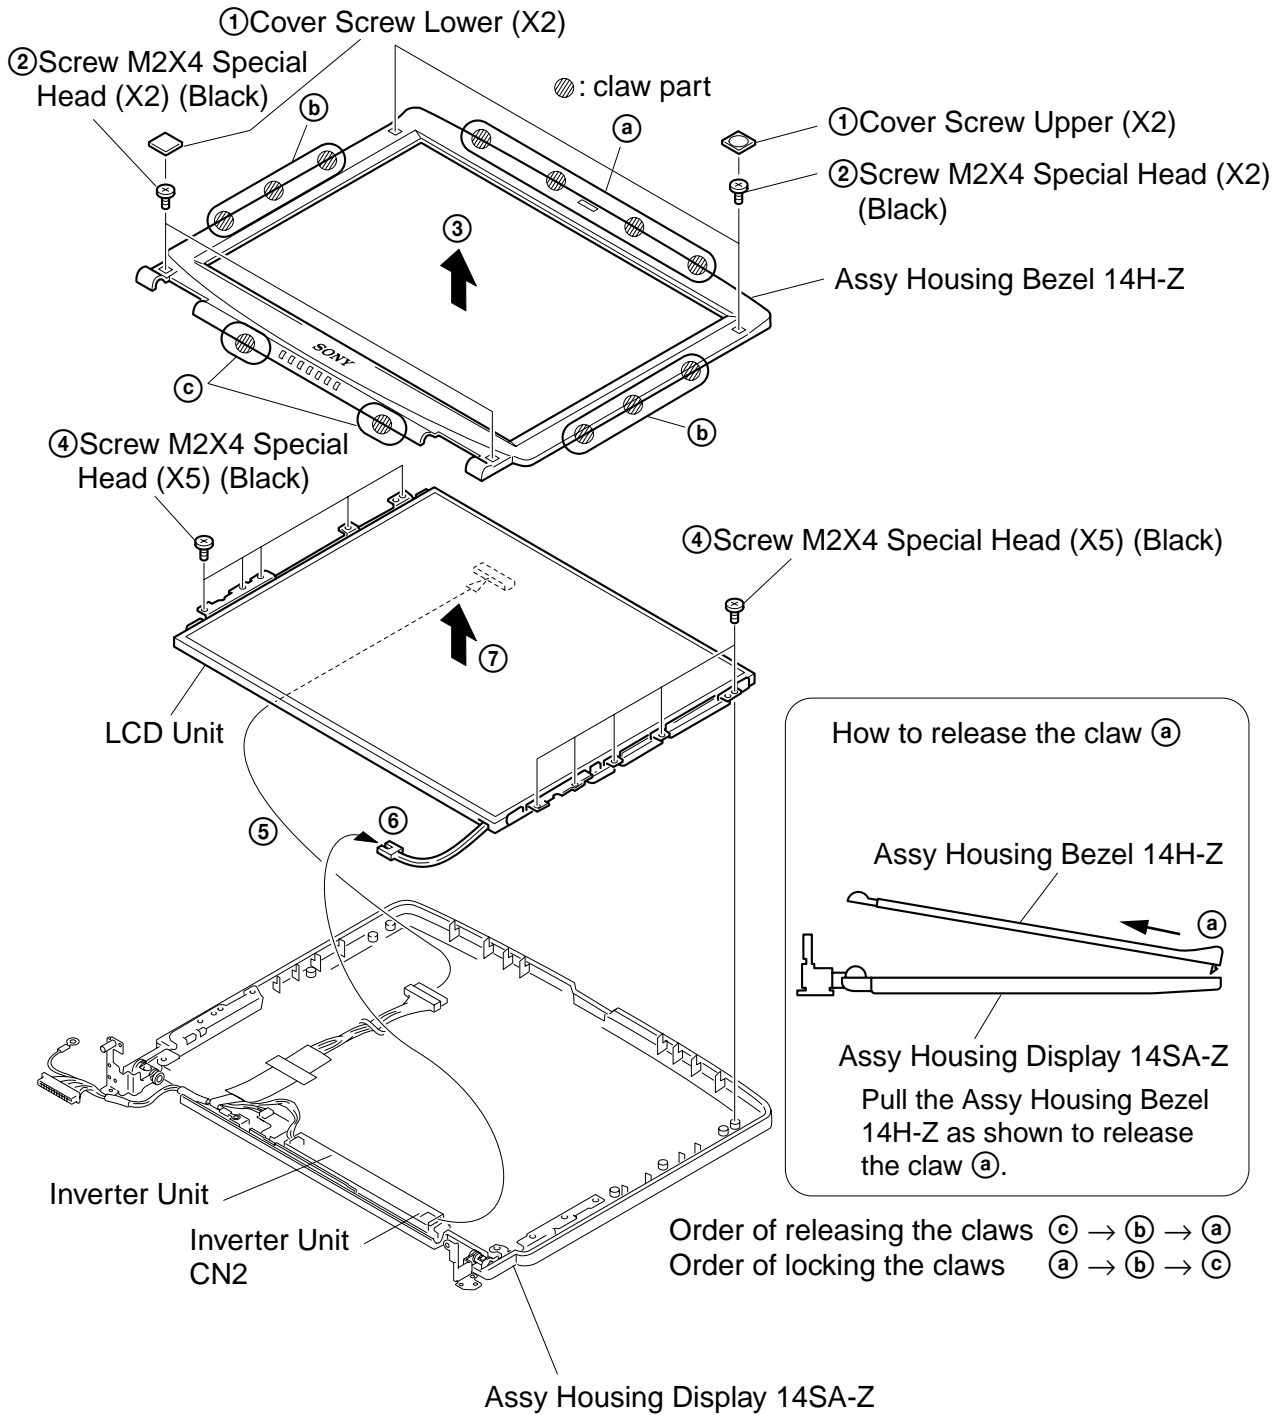 ①Cover Screw Lower (X2)
②Screw M2X4 Special
Head (X2) (Black)
ⓑ
: claw part
ⓐ
①Cover Screw Upper (X2)
②Screw M2X4 Special Head (X2)
(Black)
③
Assy Housing Bezel 14H-Z
SONY
ⓒ
ⓑ
④Screw M2X4 Special
Head (X5) (Black)
④Screw M2X4 Special Head (X5) (Black)
⑦
LCD Unit
⑤
⑥
How to release the claw ⓐ
Assy Housing Bezel 14H-Z
ⓐ
Assy Housing Display 14SA-Z
Pull the Assy Housing Bezel
14H-Z as shown to release
the claw ⓐ.
Inverter Unit
Inverter Unit
CN2
Order of releasing the claws ⓒ → ⓑ → ⓐ
Order of locking the claws ⓐ → ⓑ → ⓒ
Assy Housing Display 14SA-Z